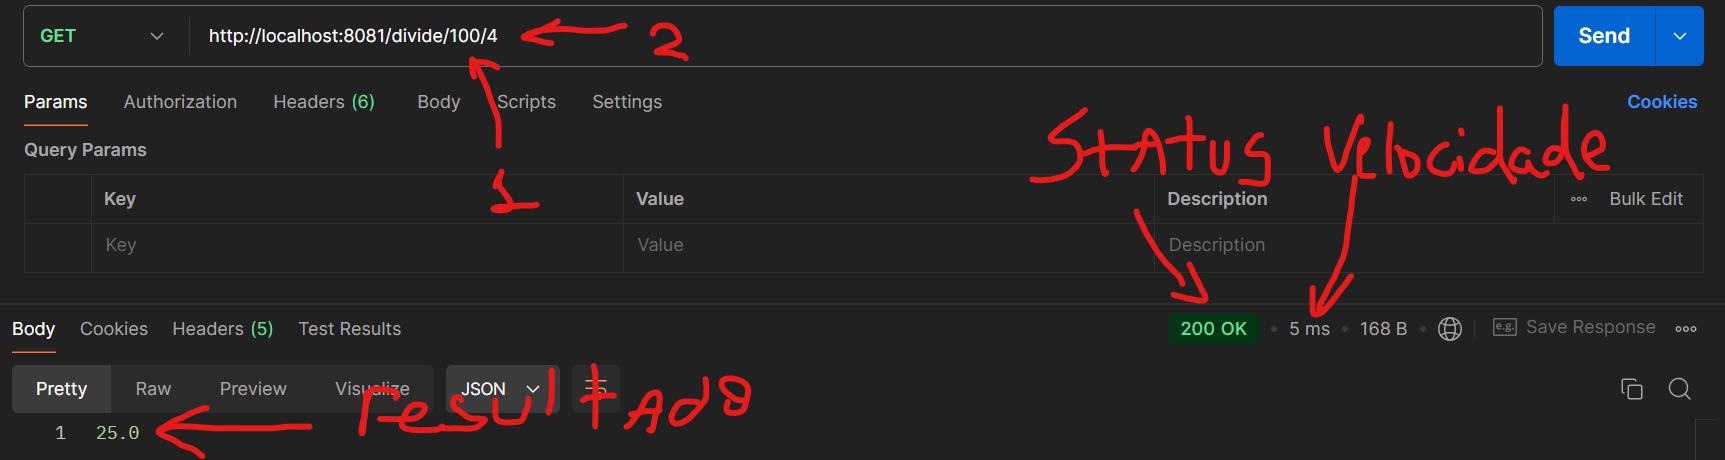 GET http://localhost:8081/divide/100/4 2 Send
Params Authorization Headers (6) Body Scripts Settings Cookies
Status Velocidade
Query Params
1
Key Value Description Bulk Edit
Key Value Description
Body Cookies Headers (5) Test Results 200 OK 5 ms 168 B e.g. Save Response
Pretty Raw Preview Visualize JSON
resultado
1 25.0